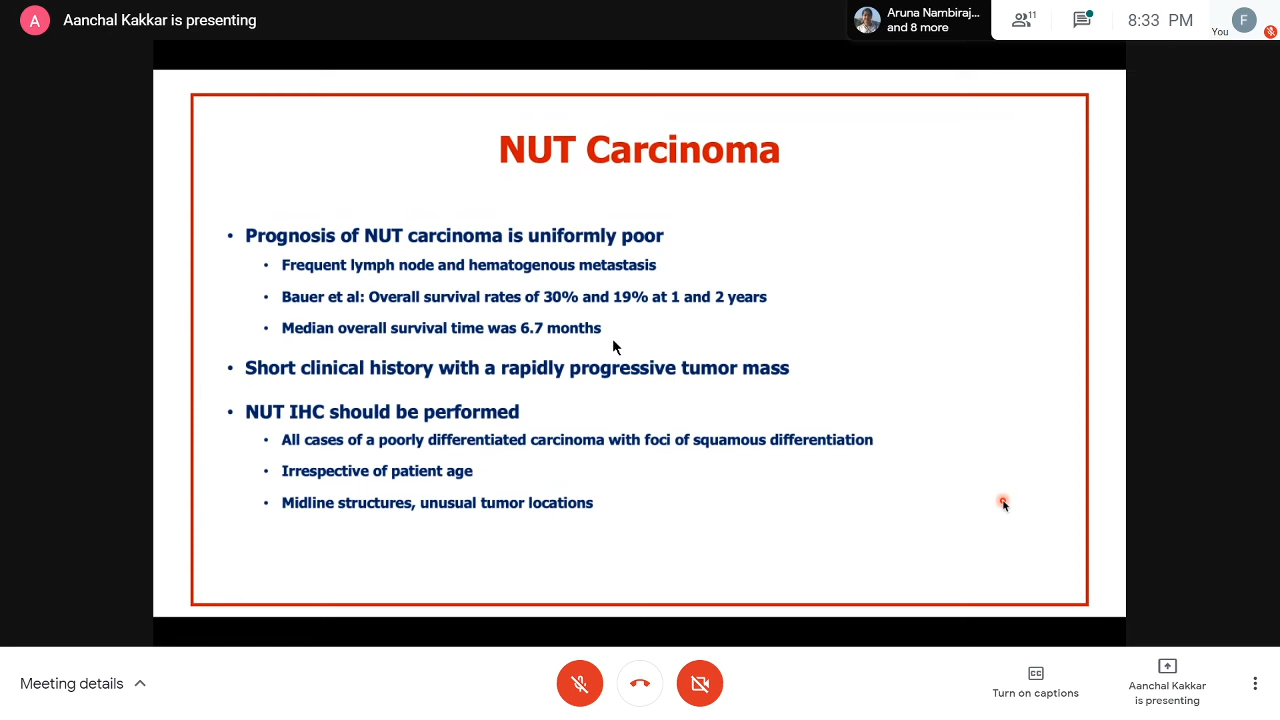 A
Aanchal Kakkar is presenting
Aruna Nambiraj...
and 8 more
11
8:33 PM
You
F
NUT Carcinoma
• Prognosis of NUT carcinoma is uniformly poor
• Frequent lymph node and hematogenous metastasis
• Bauer et al: Overall survival rates of 30% and 19% at 1 and 2 years
• Median overall survival time was 6.7 months
• Short clinical history with a rapidly progressive tumor mass
• NUT IHC should be performed
• All cases of a poorly differentiated carcinoma with foci of squamous differentiation
• Irrespective of patient age
• Midline structures, unusual tumor locations
Meeting details
CC
Turn on captions
Aanchal Kakkar
is presenting